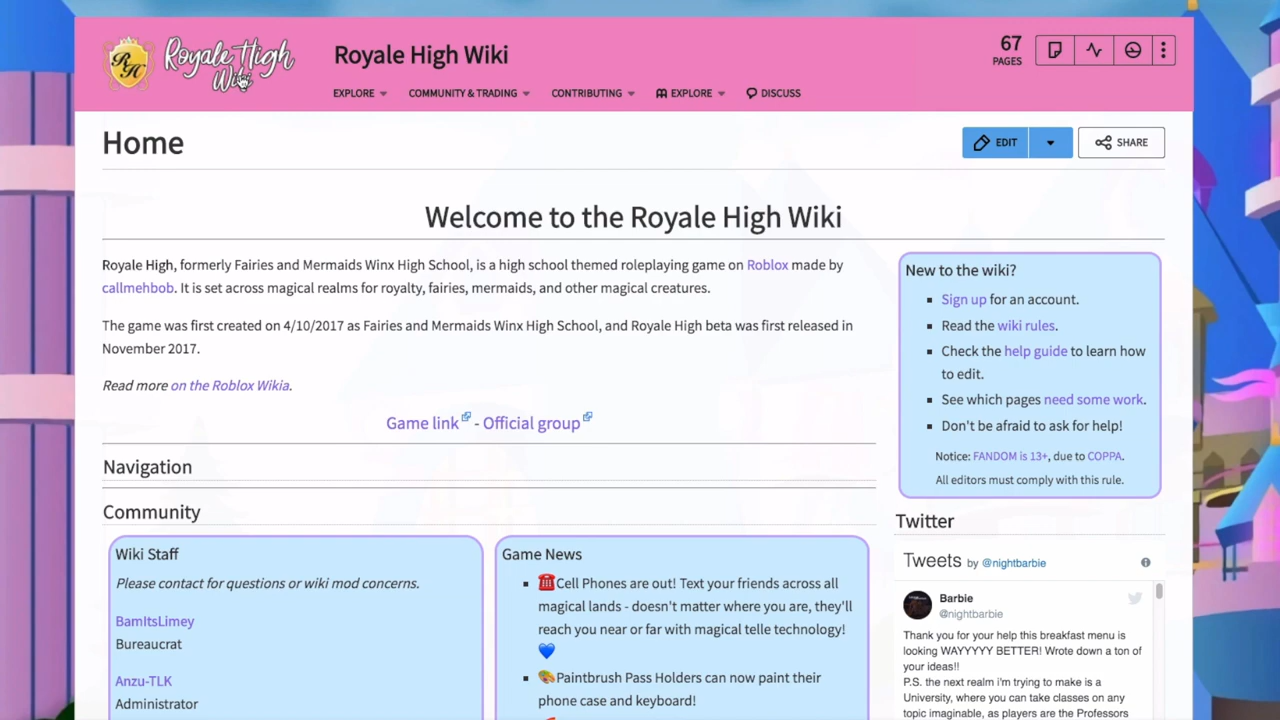 RH
Royale High
Wiki
Royale High Wiki
67
PAGES
EXPLORE
COMMUNITY & TRADING
CONTRIBUTING
EXPLORE
DISCUSS
Home
EDIT
SHARE
Welcome to the Royale High Wiki
Royale High, formerly Fairies and Mermaids Winx High School, is a high school themed roleplaying game on Roblox made by
callmehbob. It is set across magical realms for royalty, fairies, mermaids, and other magical creatures.
The game was first created on 4/10/2017 as Fairies and Mermaids Winx High School, and Royale High beta was first released in
November 2017.
Read more on the Roblox Wikia.
Game link - Official group
Navigation
Community
Wiki Staff
Please contact for questions or wiki mod concerns.
BamItsLimey
Bureaucrat
Anzu-TLK
Administrator
Game News
Cell Phones are out! Text your friends across all
magical lands - doesn't matter where you are, they'll
reach you near or far with magical telle technology!
Paintbrush Pass Holders can now paint their
phone case and keyboard!
New to the wiki?
Sign up for an account.
Read the wiki rules.
Check the help guide to learn how
to edit.
See which pages need some work.
Don't be afraid to ask for help!
Notice: FANDOM is 13+, due to COPPA.
All editors must comply with this rule.
Twitter
Tweets by @nightbarbie
Barbie
@nightbarbie
Thank you for your help this breakfast menu is
looking WAYYYYY BETTER! Wrote down a ton of
your ideas!!
P.S. the next realm i'm trying to make is a
University, where you can take classes on any
topic imaginable, as players are the Professors